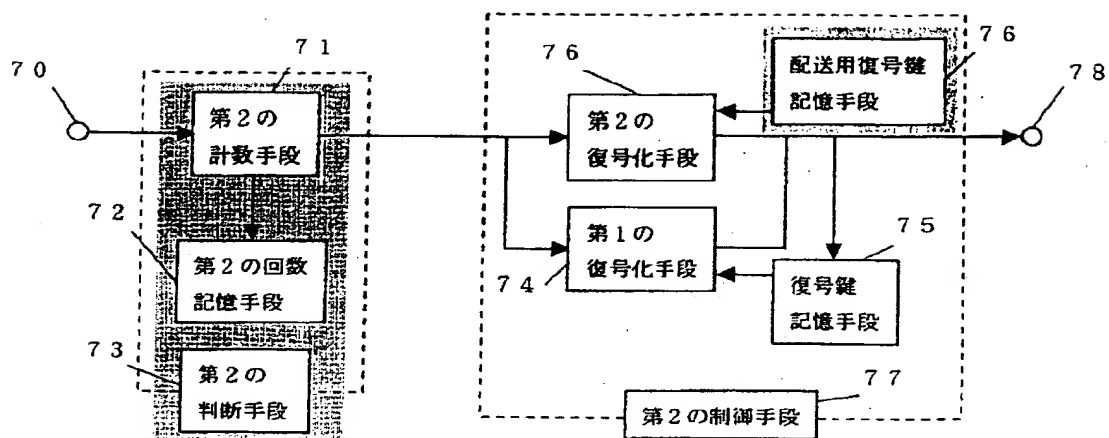 ７０
７１
第２の
計数手段
７２
第２の回数
記憶手段
７３
第２の
判断手段
７６
第２の
復号化手段
配送用復号鍵
記憶手段
７６
７８
第１の
復号化手段
７４
７５
復号鍵
記憶手段
７７
第２の制御手段